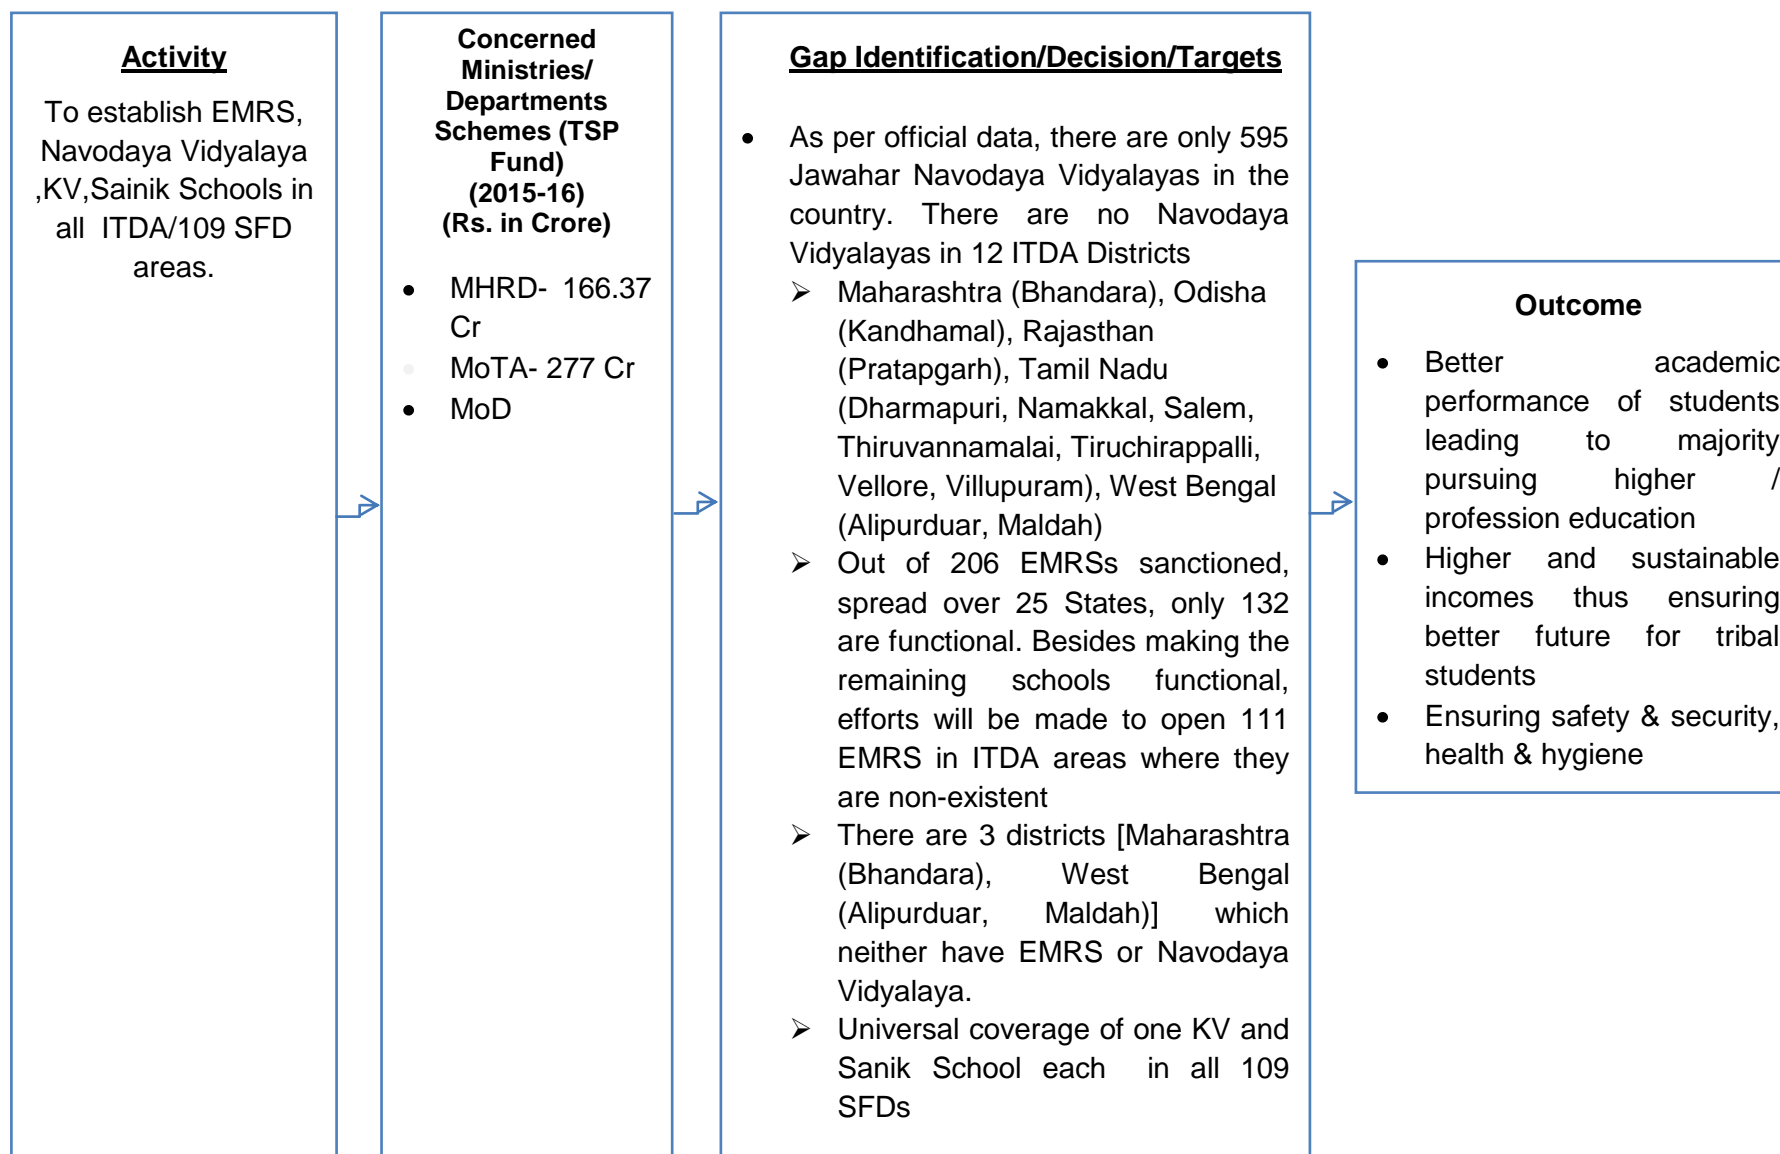 Activity
To establish EMRS,
Navodaya Vidyalaya
,KV,Sainik Schools in
all ITDA/109 SFD
areas.
Concerned
Ministries/
Departments
Schemes (TSP
Fund)
(2015-16)
(Rs. in Crore)
• MHRD- 166.37
Cr
• MoTA- 277 Cr
• MoD
Gap Identification/Decision/Targets
• As per official data, there are only 595
Jawahar Navodaya Vidyalayas in the
country. There are no Navodaya
Vidyalayas in 12 ITDA Districts
➢ Maharashtra (Bhandara), Odisha
(Kandhamal), Rajasthan
(Pratapgarh), Tamil Nadu
(Dharmapuri, Namakkal, Salem,
Thiruvannamalai, Tiruchirappalli,
Vellore, Villupuram), West Bengal
(Alipurduar, Maldah)
➢ Out of 206 EMRSs sanctioned,
spread over 25 States, only 132
are functional. Besides making the
remaining schools functional,
efforts will be made to open 111
EMRS in ITDA areas where they
are non-existent
➢ There are 3 districts [Maharashtra
(Bhandara), West Bengal
(Alipurduar, Maldah)] which
neither have EMRS or Navodaya
Vidyalaya.
➢ Universal coverage of one KV and
Sanik School each in all 109
SFDs
Outcome
• Better academic
performance of students
leading to majority
pursuing higher /
profession education
• Higher and sustainable
incomes thus ensuring
better future for tribal
students
• Ensuring safety & security,
health & hygiene